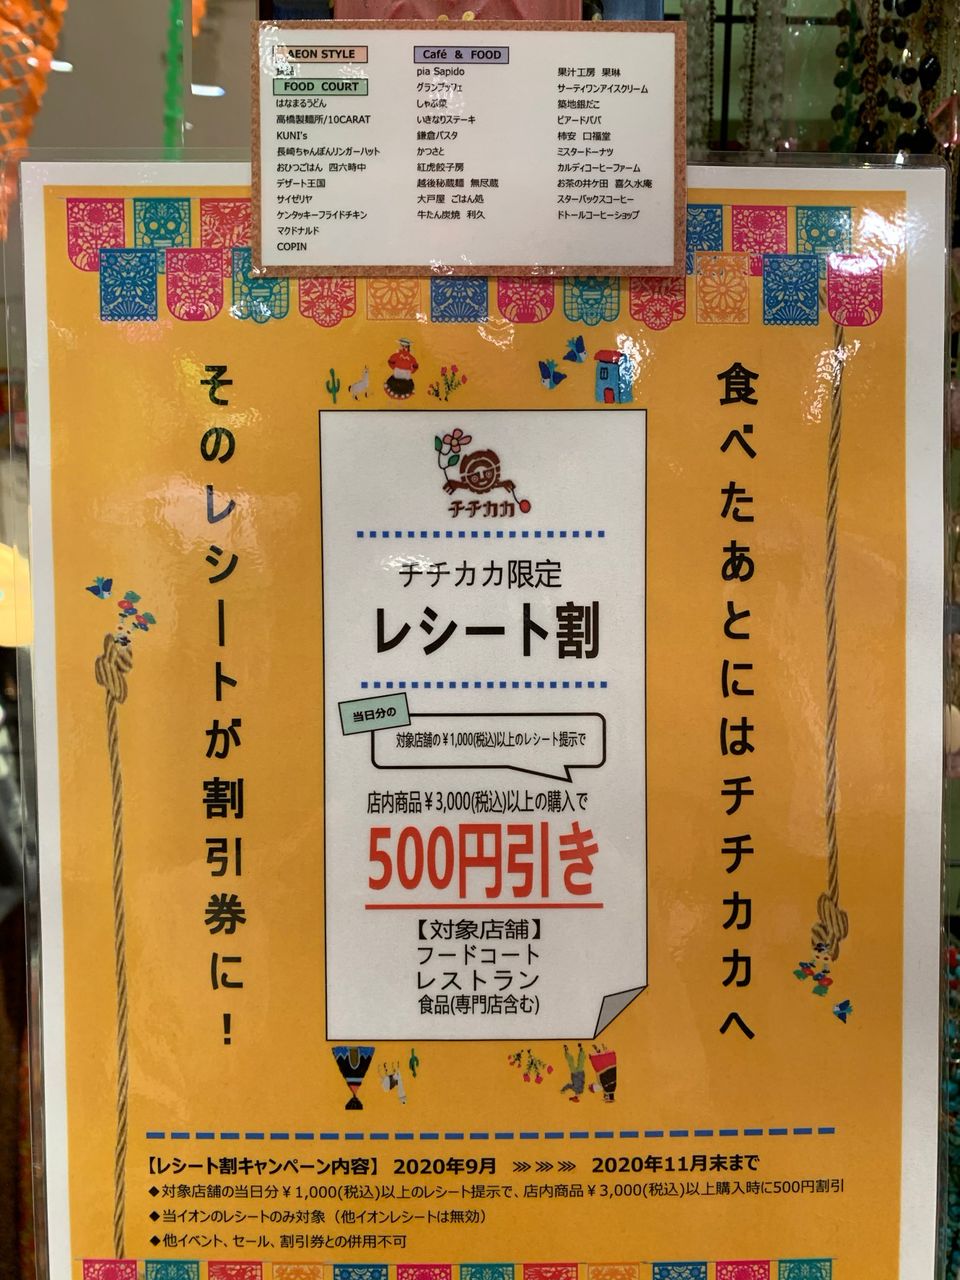 AEON STYLE
食品
FOOD COURT
はなまるうどん
高橋製麺所/10CARAT
KUNI's
長崎ちゃんぽんリンガーハット
おひつごはん 四六時中
デザート王国
サイゼリヤ
ケンタッキーフライドチキン
マクドナルド
COPIN
Café & FOOD
pia Sapido
グランブッフェ
しゃぶ菜
いきなりステーキ
鎌倉パスタ
かつさと
紅虎餃子房
越後秘蔵麺 無尽蔵
大戸屋 ごはん処
牛たん炭焼 利久
果汁工房 果琳
サーティワンアイスクリーム
築地銀だこ
ビアードパパ
柿安 口福堂
ミスタードーナツ
カルディコーヒーファーム
お茶の井ケ田 喜久水庵
スターバックスコーヒー
ドトールコーヒーショップ
食べたあとにはチチカカへ
そのレシートが割引券に!
チチカカ
チチカカ限定
レシート割
当日分の
対象店舗の¥1,000(税込)以上のレシート提示で
店内商品¥3,000(税込)以上の購入で
500円引き
【対象店舗】
フードコート
レストラン
食品(専門店含む)
【レシート割キャンペーン内容】 2020年9月 ≫≫≫ 2020年11月末まで
◆対象店舗の当日分¥1,000(税込)以上のレシート提示で、店内商品¥3,000(税込)以上購入時に500円割引
◆当イオンのレシートのみ対象(他イオンレシートは無効)
◆他イベント、セール、割引券との併用不可